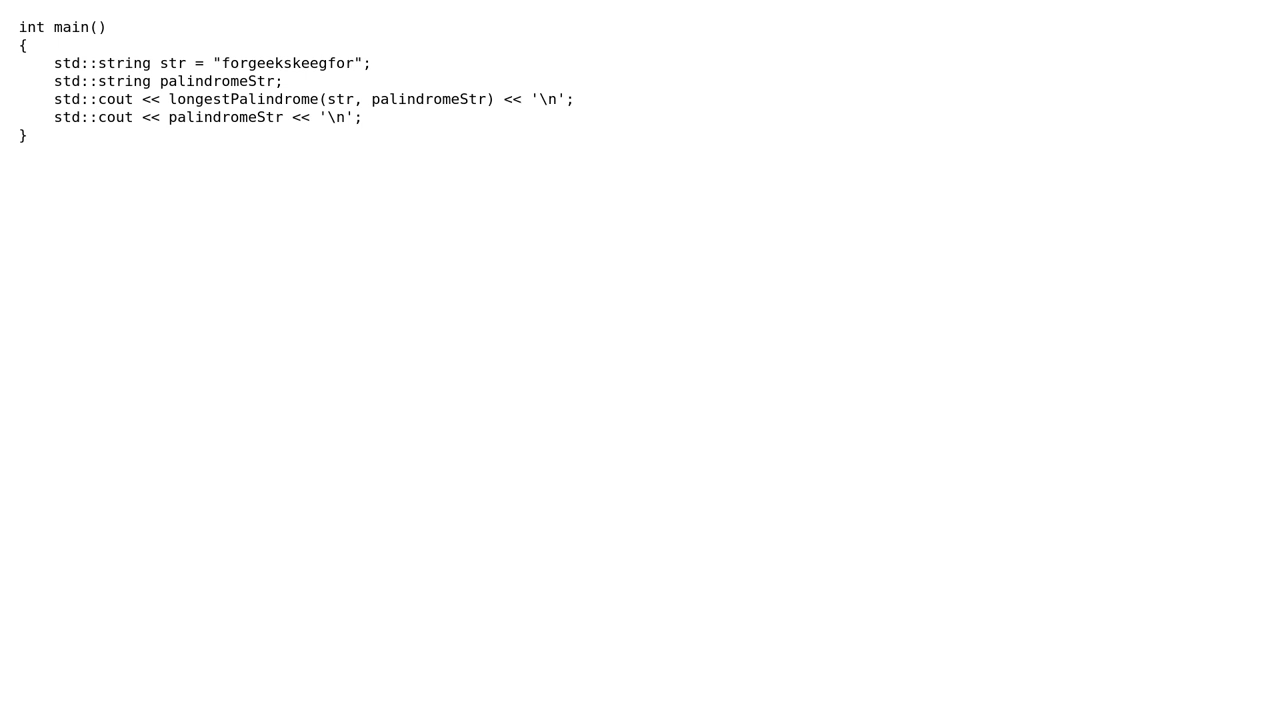 int main()
{
    std::string str = "forgeekskeegfor";
    std::string palindromeStr;
    std::cout << longestPalindrome(str, palindromeStr) << '\n';
    std::cout << palindromeStr << '\n';
}